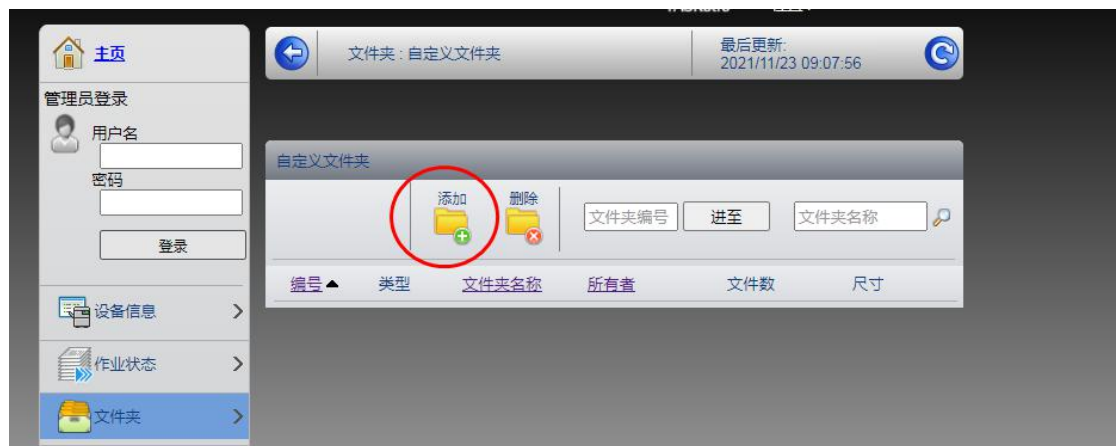 主页
文件夹 : 自定义文件夹
最后更新:
2021/11/23 09:07:56
管理员登录
用户名
密码
登录
自定义文件夹
添加 删除
文件夹编号 进至 文件夹名称
编号▲ 类型 文件夹名称 所有者 文件数 尺寸
设备信息
作业状态
文件夹